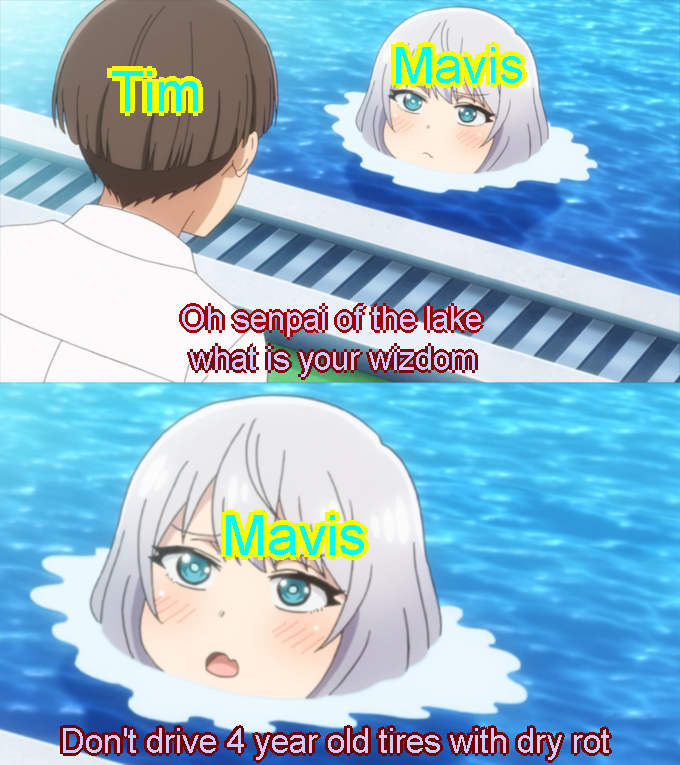 Tim
Mavis
Oh senpai of the lake
what is your wizdom
Mavis
Don't drive 4 year old tires with dry rot